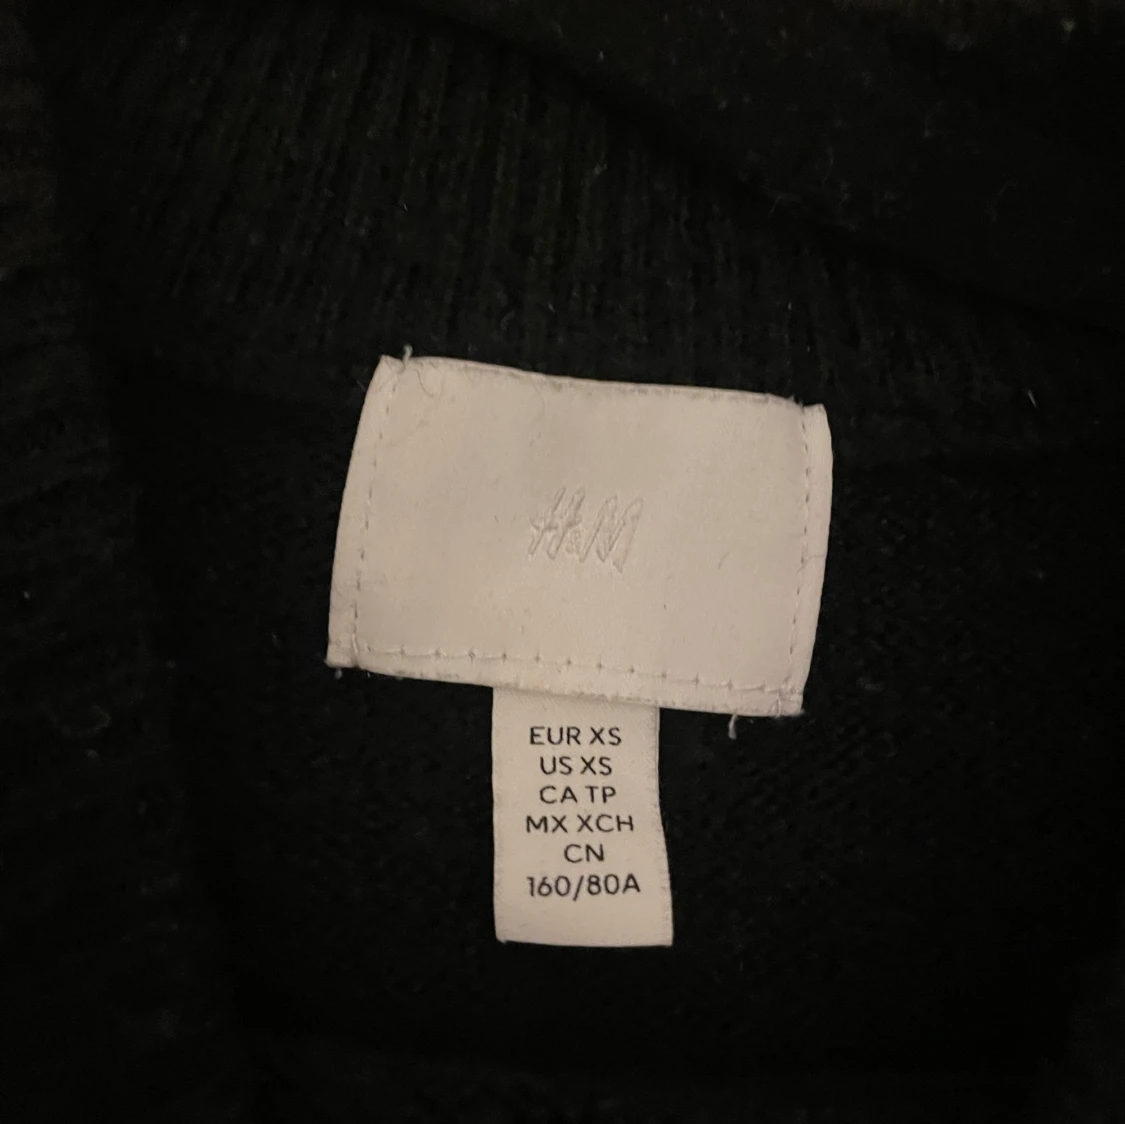 H&M
EUR XS
US XS
CA TP
MX XCH
CN
160/80A